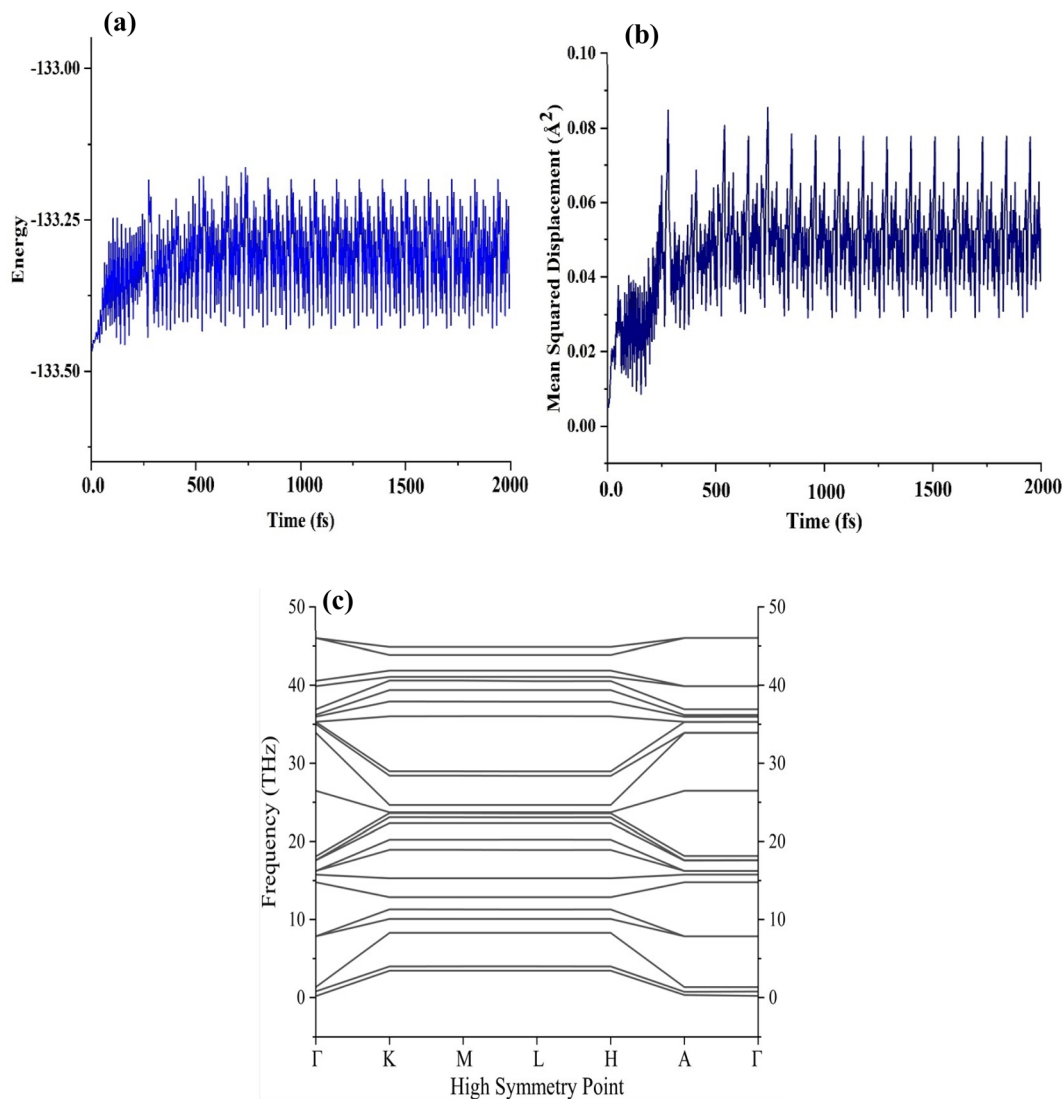 (a)
-133.00
-133.25
-133.50
Energy
0.0 500 1000 1500 2000
Time (fs)
(b)
0.10
0.08
0.06
0.04
0.02
0.00
Mean Squared Displacement (Å²)
0.0 500 1000 1500 2000
Time (fs)
(c)
50 50
40 40
30 30
20 20
10 10
0 0
Frequency (THz)
Γ K M L H A Γ
High Symmetry Point